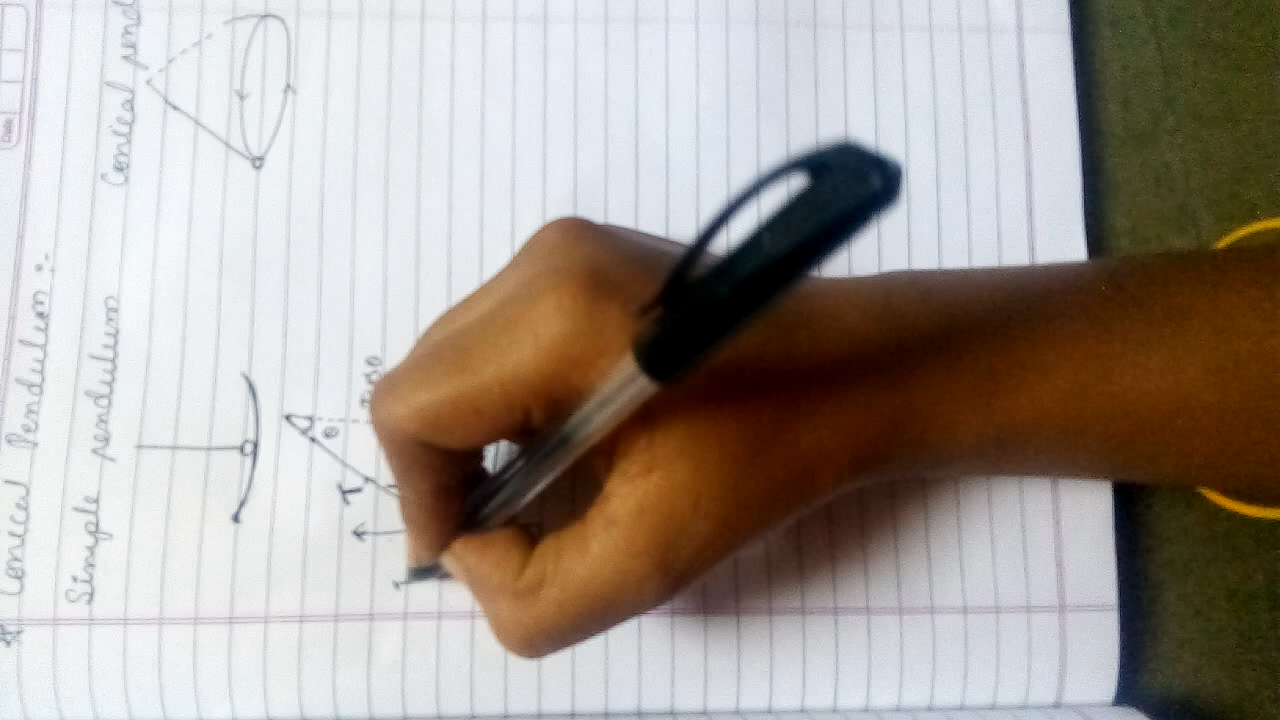 Date
* Conical Pendulum :-
Simple pendulum Conical pend
θ
T